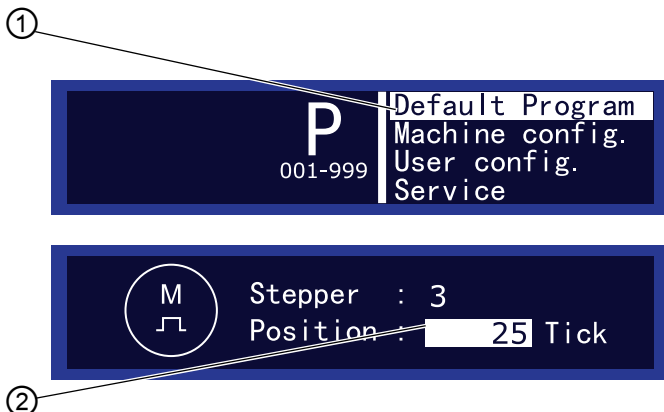 ①
P
001-999
Default Program
Machine config.
User config.
Service
M
Stepper : 3
Position : 25 Tick
②